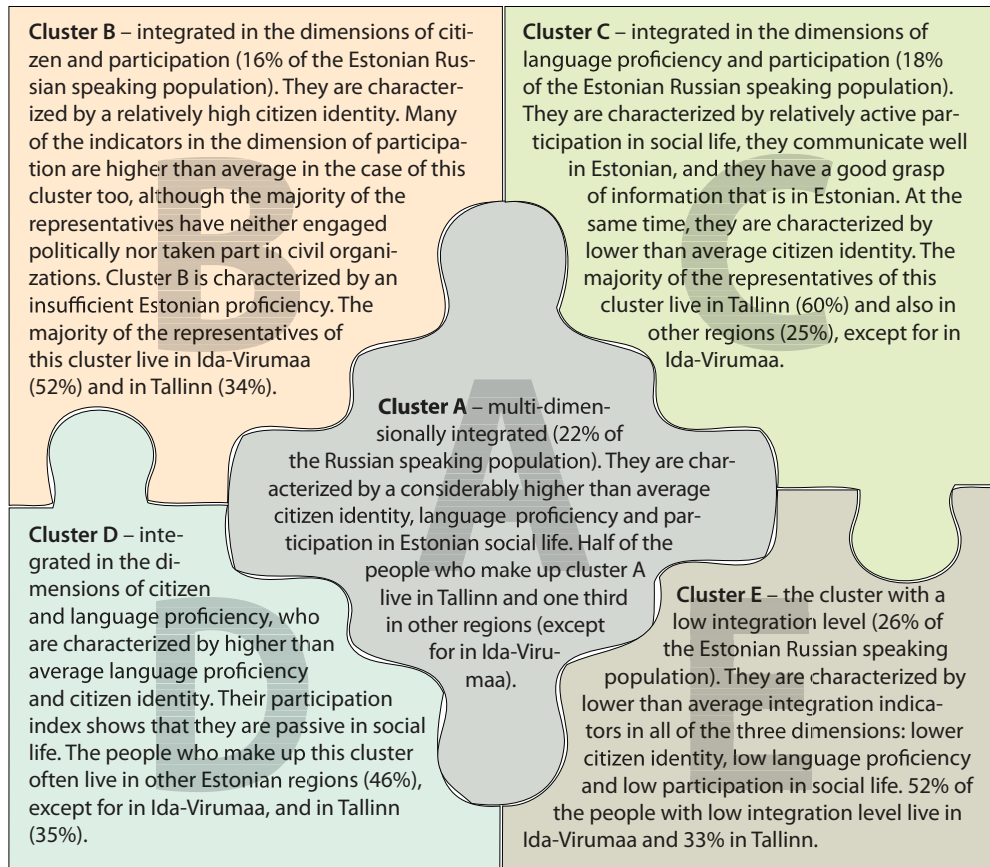 Cluster B – integrated in the dimensions of citi-
zen and participation (16% of the Estonian Rus-
sian speaking population). They are character-
ized by a relatively high citizen identity. Many
of the indicators in the dimension of participa-
tion are higher than average in the case of this
cluster too, although the majority of the
representatives have neither engaged
politically nor taken part in civil organi-
zations. Cluster B is characterized by an
insufficient Estonian proficiency. The
majority of the representatives of
this cluster live in Ida-Virumaa
(52%) and in Tallinn (34%).
B
Cluster C – integrated in the dimensions of
language proficiency and participation (18%
of the Estonian Russian speaking population).
They are characterized by relatively active par-
ticipation in social life, they communicate well
in Estonian, and they have a good grasp
of information that is in Estonian. At the
same time, they are characterized by
lower than average citizen identity. The
majority of the representatives of this
cluster live in Tallinn (60%) and also in
other regions (25%), except for in
Ida-Virumaa.
C
Cluster A – multi-dimen-
sionally integrated (22% of
the Russian speaking population). They are char-
acterized by a considerably higher than average
citizen identity, language proficiency and par-
ticipation in Estonian social life. Half of the
people who make up cluster A
live in Tallinn and one third
in other regions (except
for in Ida-Viru-
maa).
A
Cluster D – inte-
grated in the di-
mensions of citizen
and language proficiency, who
are characterized by higher than
average language proficiency
and citizen identity. Their participation
index shows that they are passive in social
life. The people who make up this cluster
often live in other Estonian regions (46%),
except for in Ida-Virumaa, and in Tallinn
(35%).
D
Cluster E – the cluster with a
low integration level (26% of
the Estonian Russian speaking
population). They are characterized by
lower than average integration indica-
tors in all of the three dimensions: lower
citizen identity, low language proficiency
and low participation in social life. 52% of
the people with low integration level live in
Ida-Virumaa and 33% in Tallinn.
E